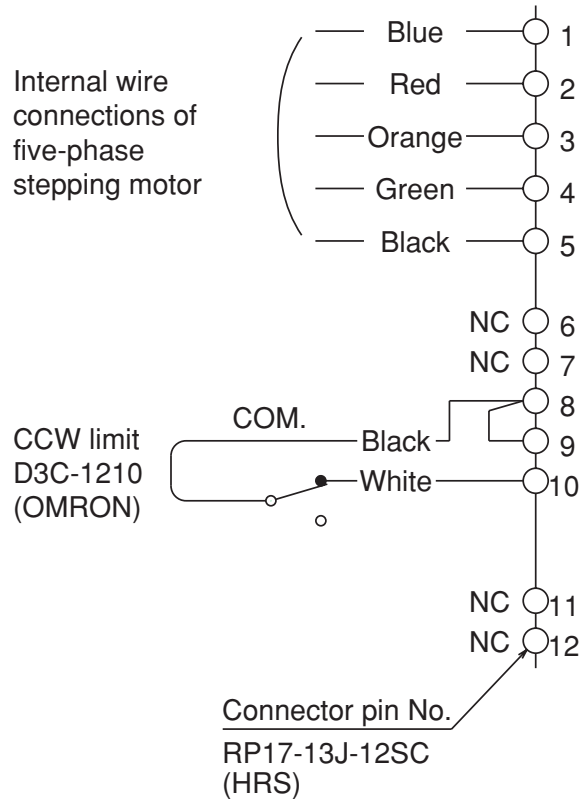 Blue 1
Internal wire
connections of
five-phase
stepping motor
Red 2
Orange 3
Green 4
Black 5
NC 6
NC 7
8
COM.
CCW limit
D3C-1210
(OMRON)
Black 9
White 10
NC 11
NC 12
Connector pin No.
RP17-13J-12SC
(HRS)